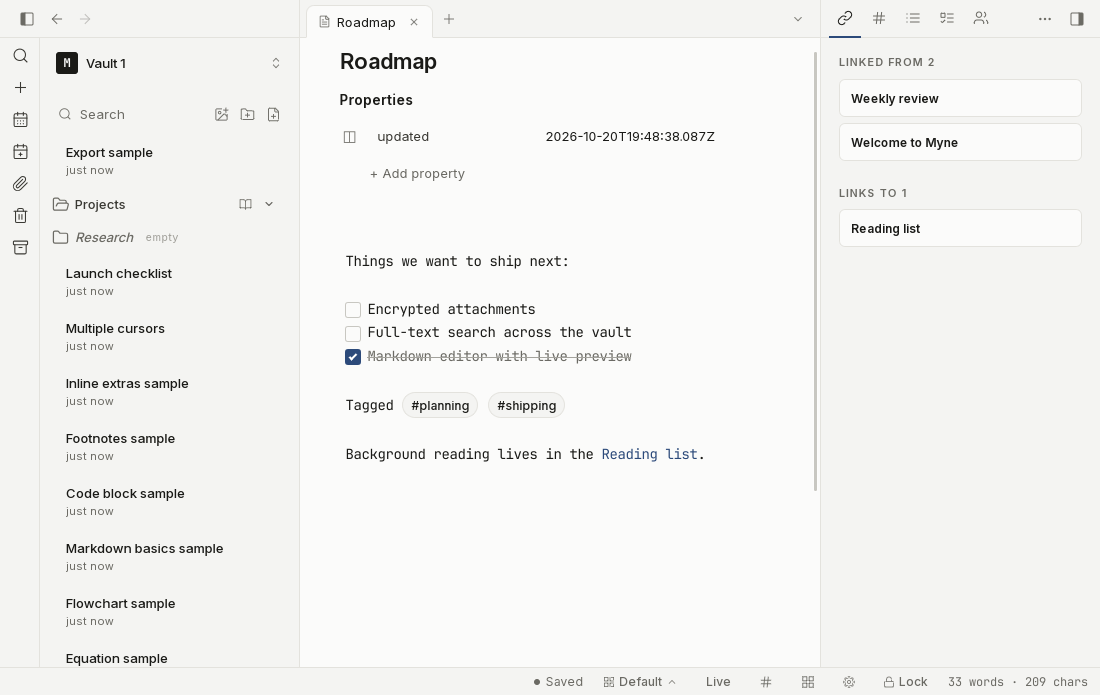 Roadmap
M Vault 1
Search
Export sample
just now
Projects
Research empty
Launch checklist
just now
Multiple cursors
just now
Inline extras sample
just now
Footnotes sample
just now
Code block sample
just now
Markdown basics sample
just now
Flowchart sample
just now
Equation sample
Roadmap
Properties
updated 2026-10-20T19:48:38.087Z
+ Add property
Things we want to ship next:
Encrypted attachments
Full-text search across the vault
Markdown editor with live preview
Tagged #planning #shipping
Background reading lives in the Reading list.
LINKED FROM 2
Weekly review
Welcome to Myne
LINKS TO 1
Reading list
Saved Default Live Lock 33 words · 209 chars